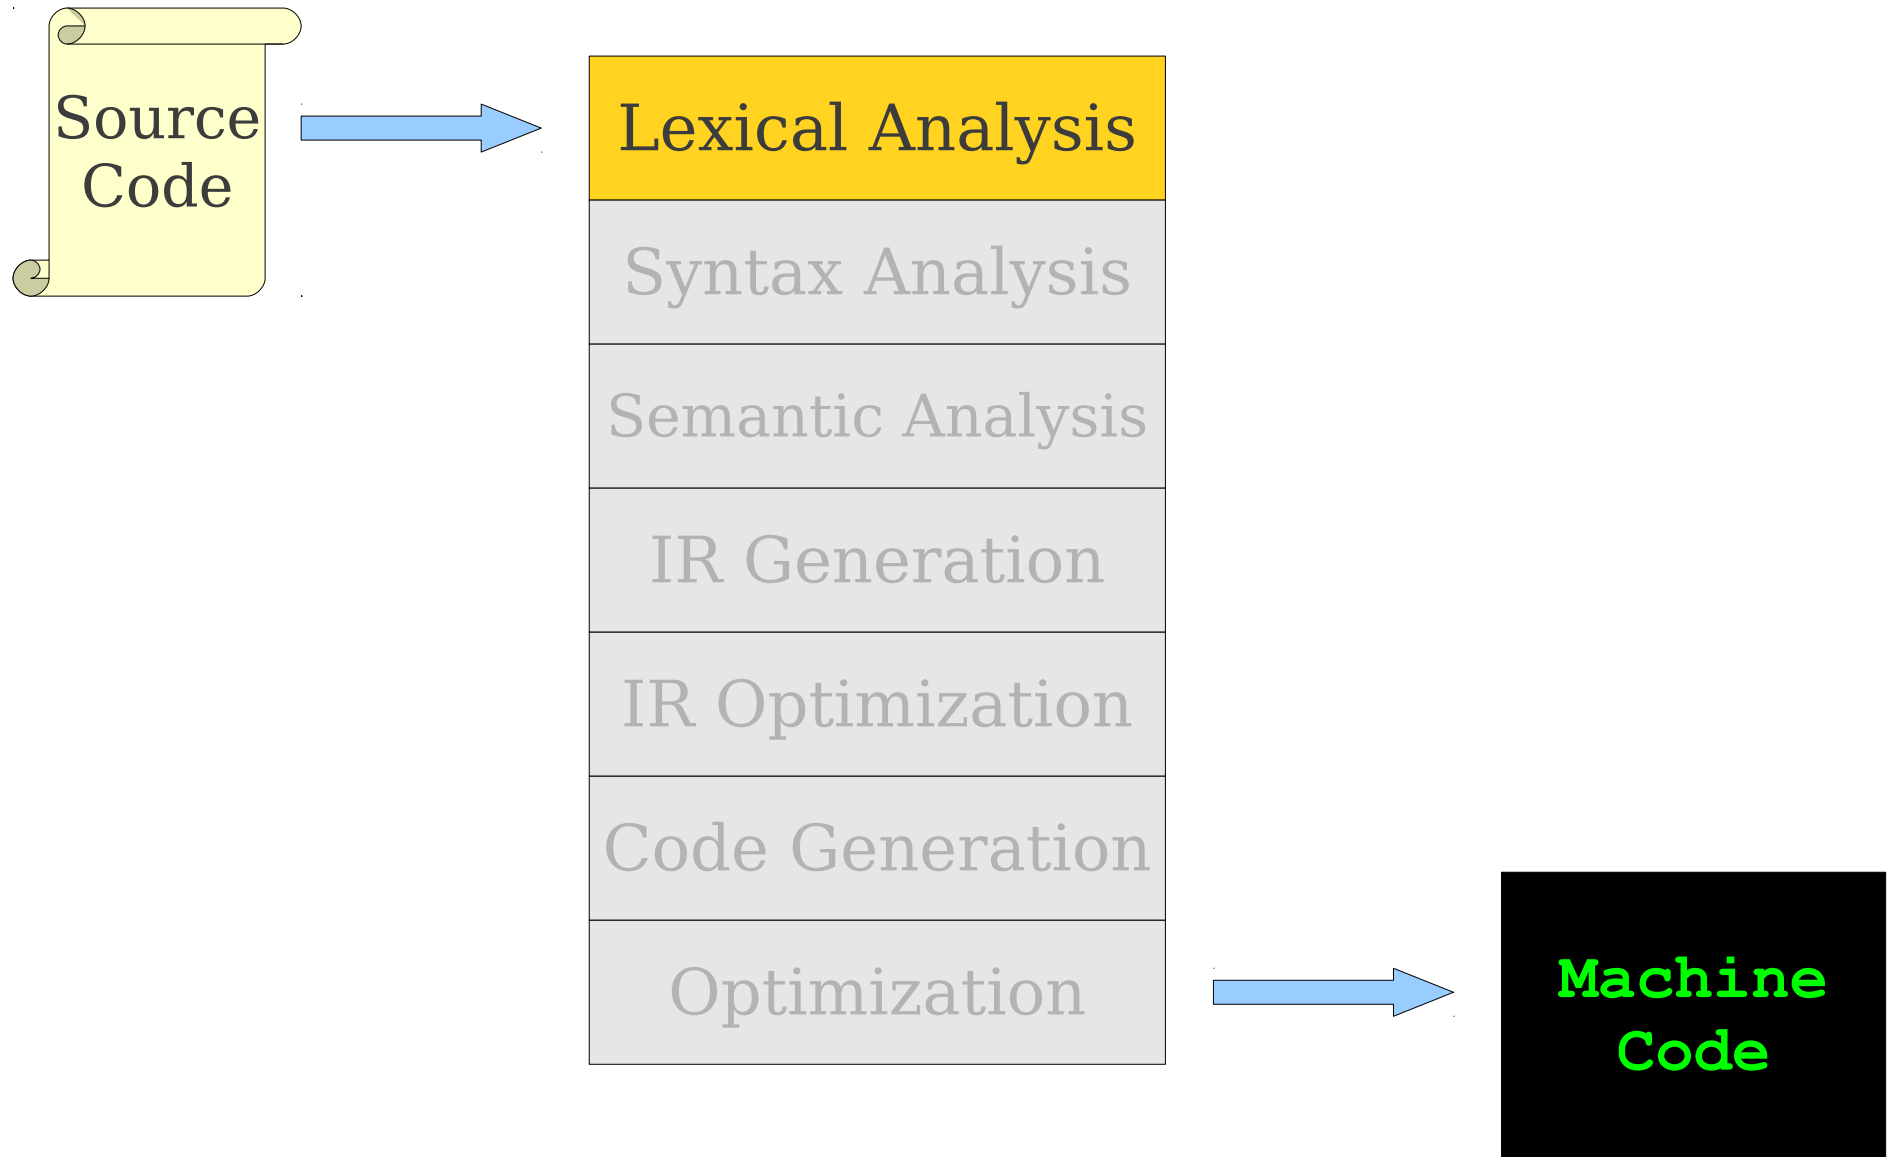 Source
Code
Lexical Analysis
Syntax Analysis
Semantic Analysis
IR Generation
IR Optimization
Code Generation
Optimization
Machine
Code